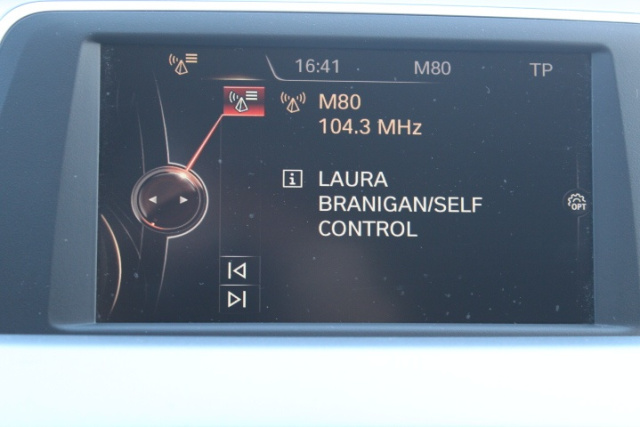 16:41 M80 TP
M80
104.3 MHz
i LAURA
BRANIGAN/SELF
CONTROL
OPT